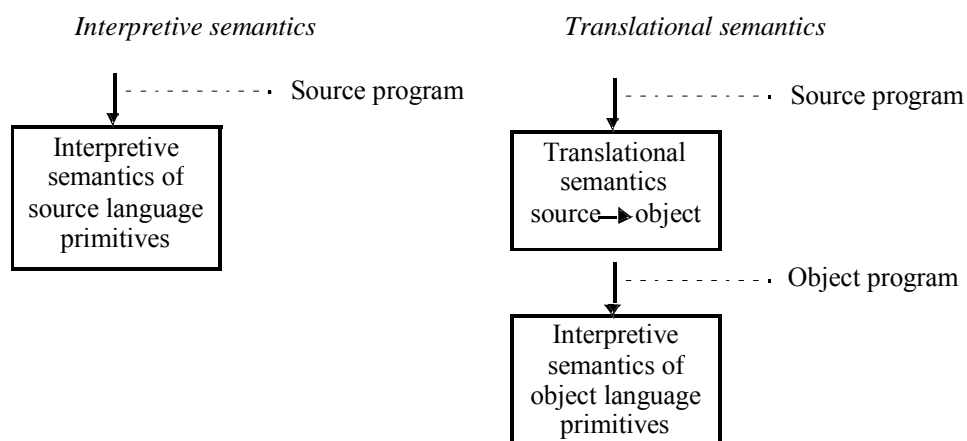 Interpretive semantics
Source program
Interpretive
semantics of
source language
primitives
Translational semantics
Source program
Translational
semantics
source object
Object program
Interpretive
semantics of
object language
primitives